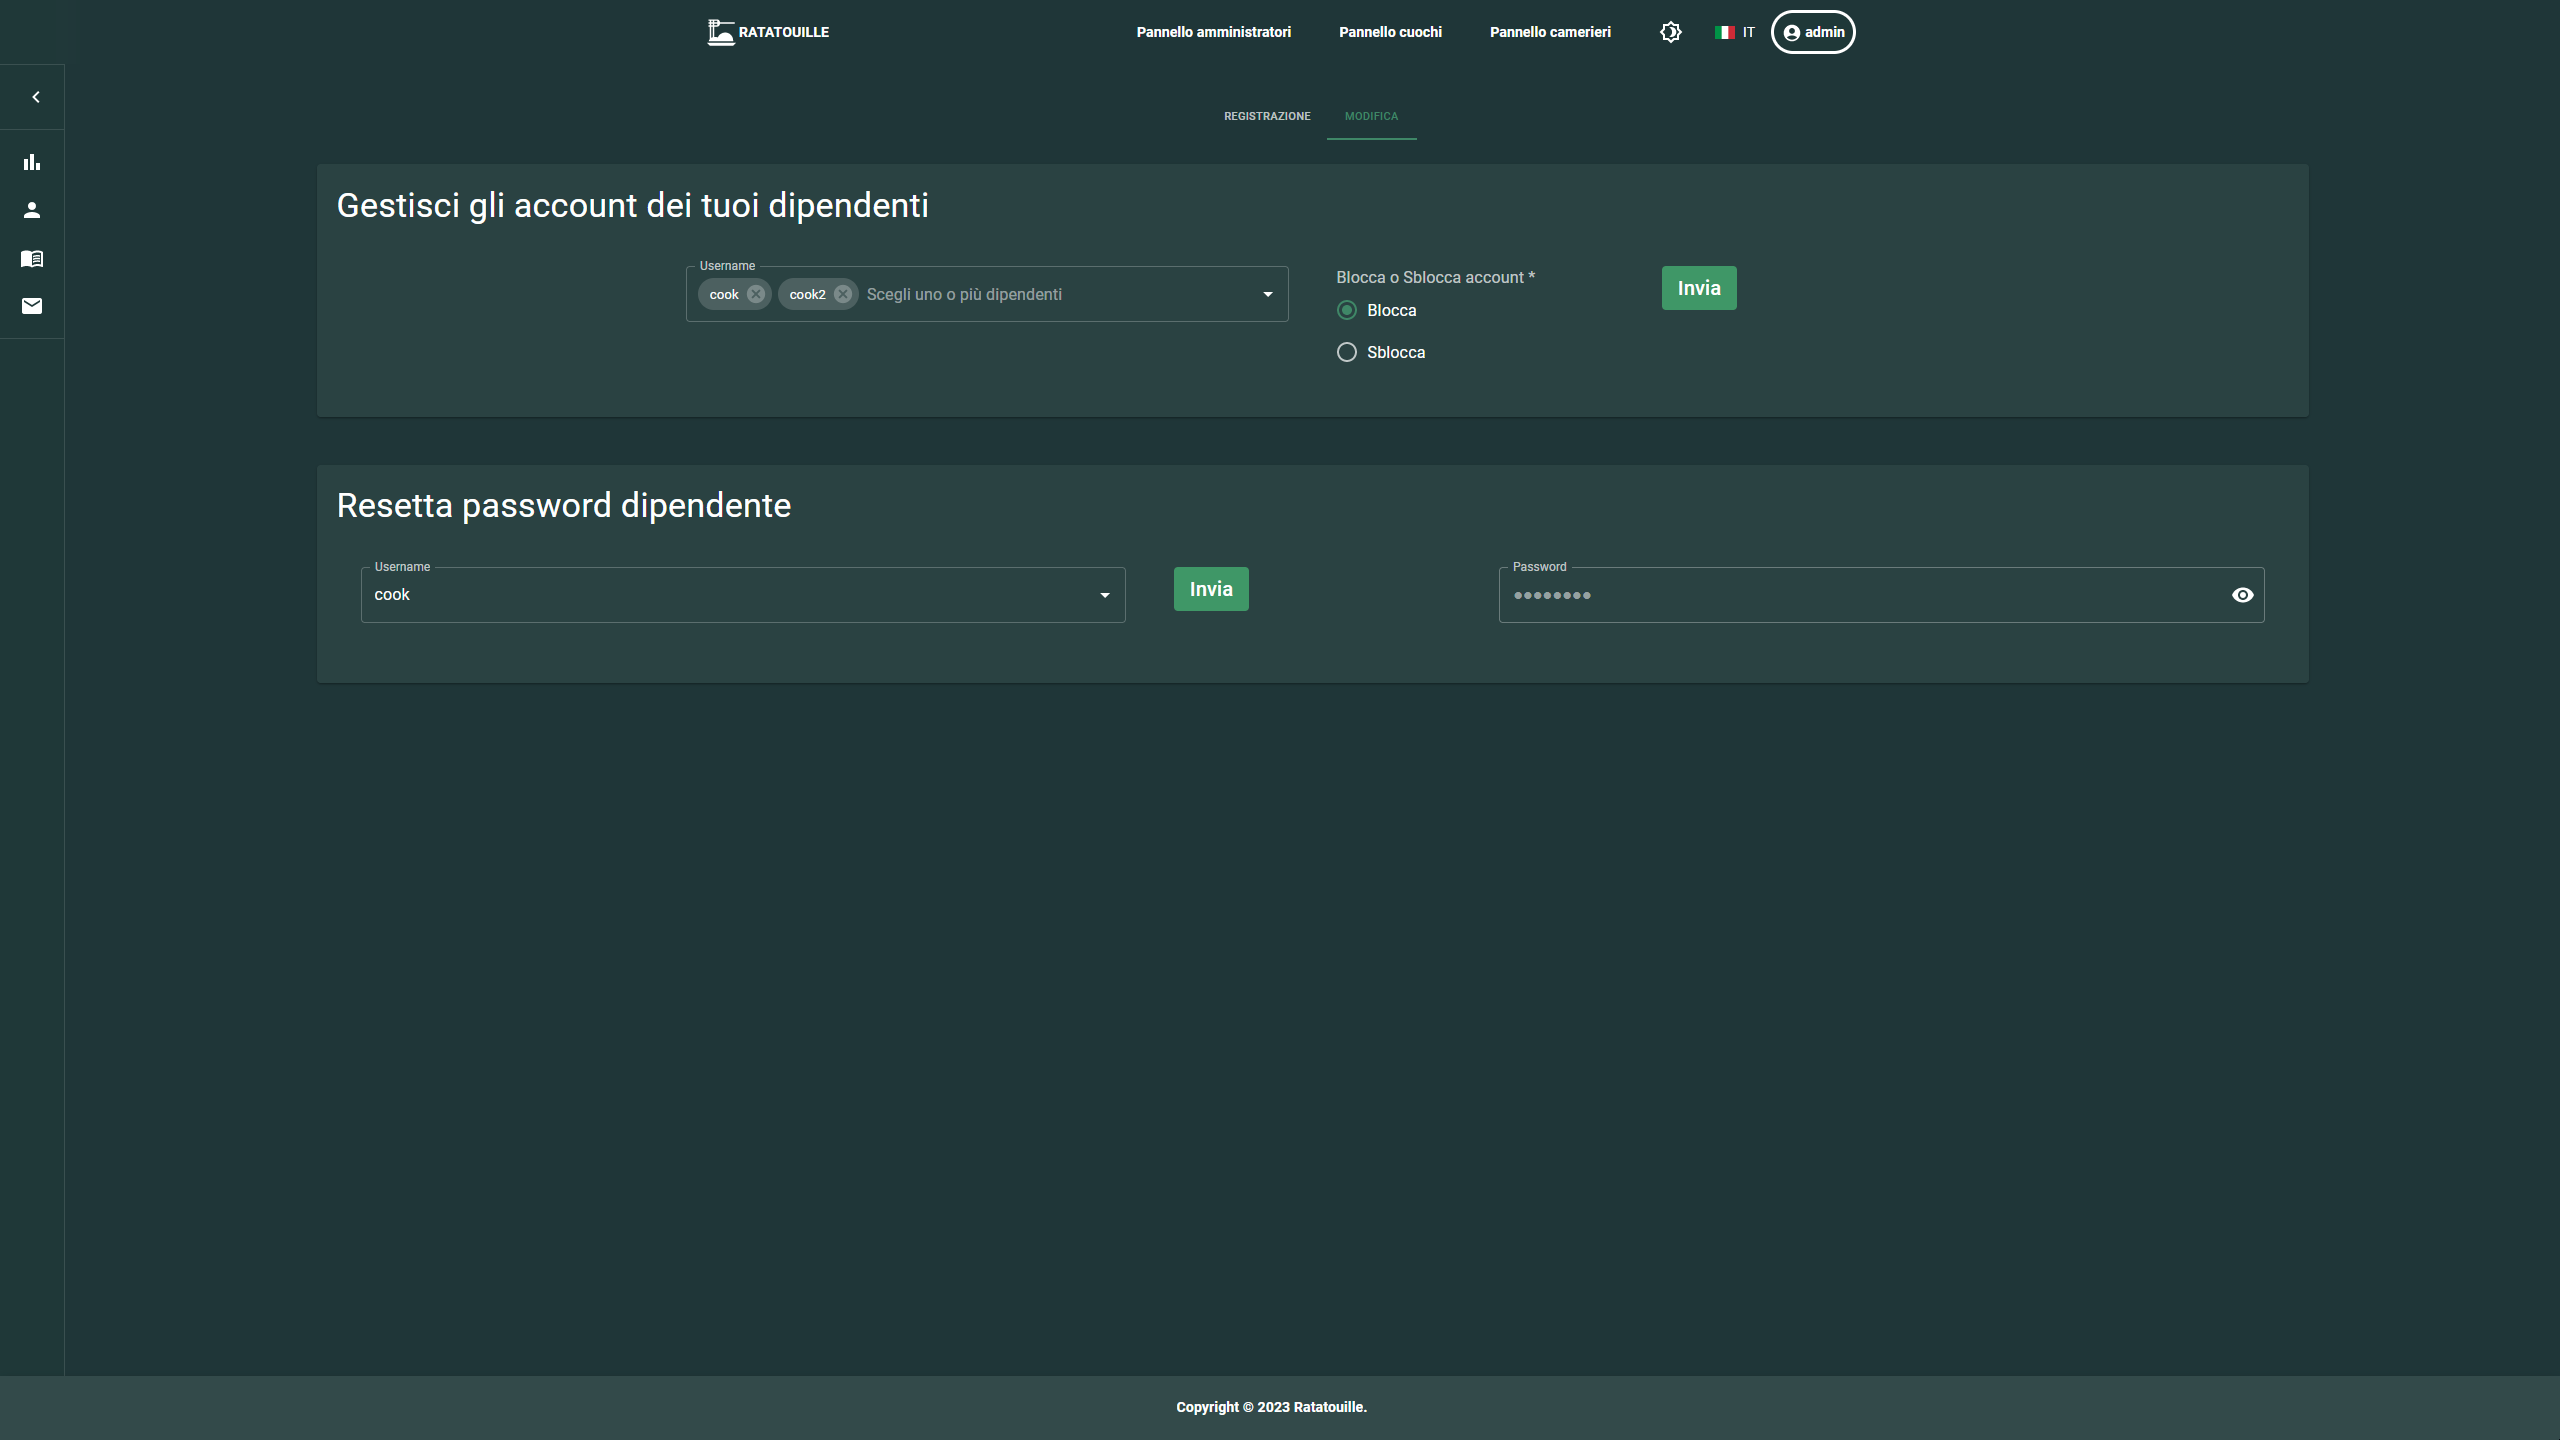 RATATOUILLE
Pannello amministratori
Pannello cuochi
Pannello camerieri
IT
admin
REGISTRAZIONE
MODIFICA
Gestisci gli account dei tuoi dipendenti
Username
cook
cook2
Scegli uno o più dipendenti
Blocca o Sblocca account *
Blocca
Sblocca
Invia
Resetta password dipendente
Username
cook
Invia
Password
Copyright © 2023 Ratatouille.